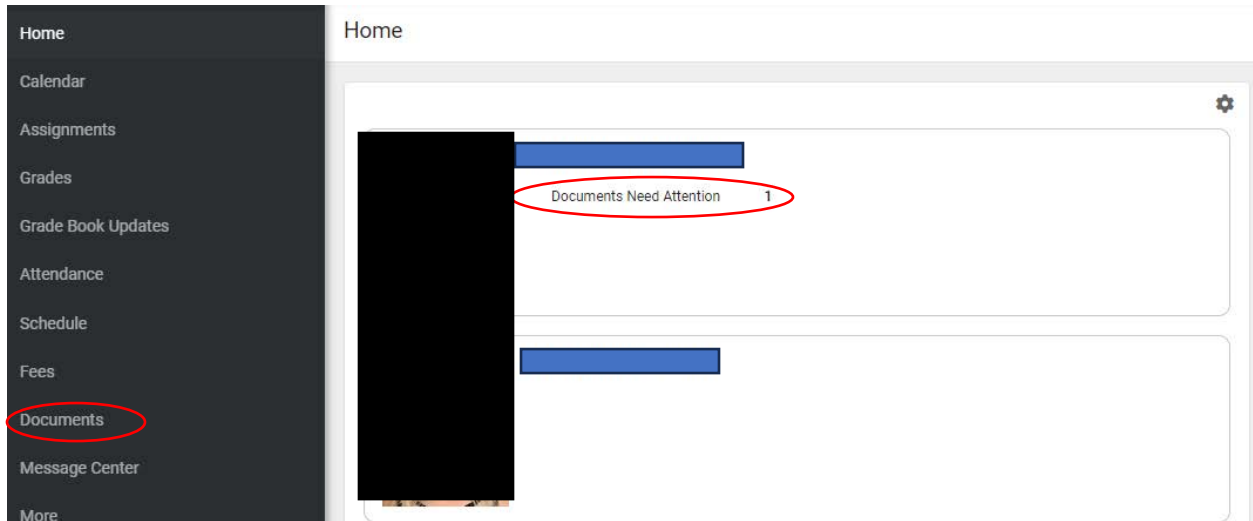 Home
Calendar
Assignments
Grades
Grade Book Updates
Attendance
Schedule
Fees
Documents
Message Center
More
Home
Documents Need Attention 1